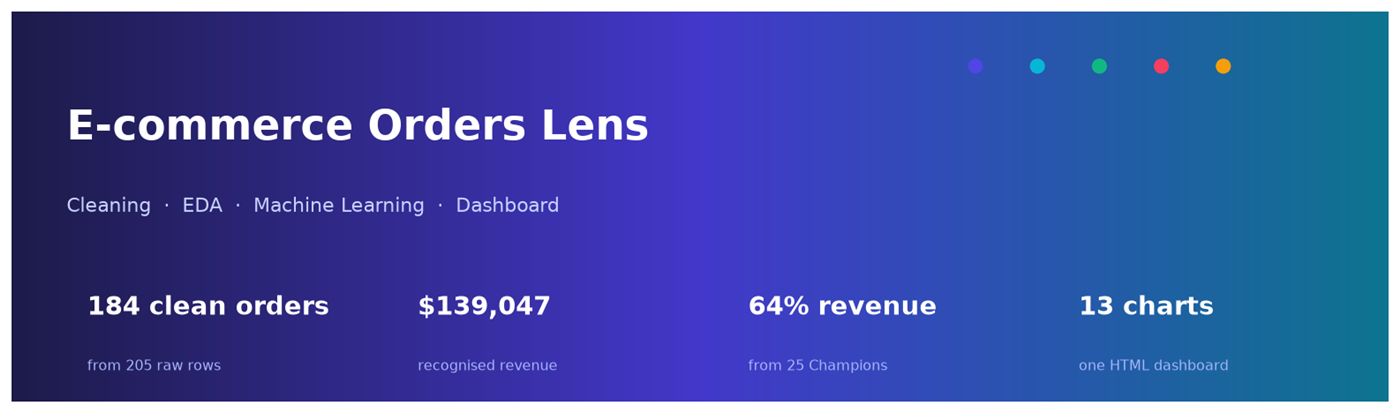 E-commerce Orders Lens
Cleaning · EDA · Machine Learning · Dashboard
184 clean orders
from 205 raw rows
$139,047
recognised revenue
64% revenue
from 25 Champions
13 charts
one HTML dashboard